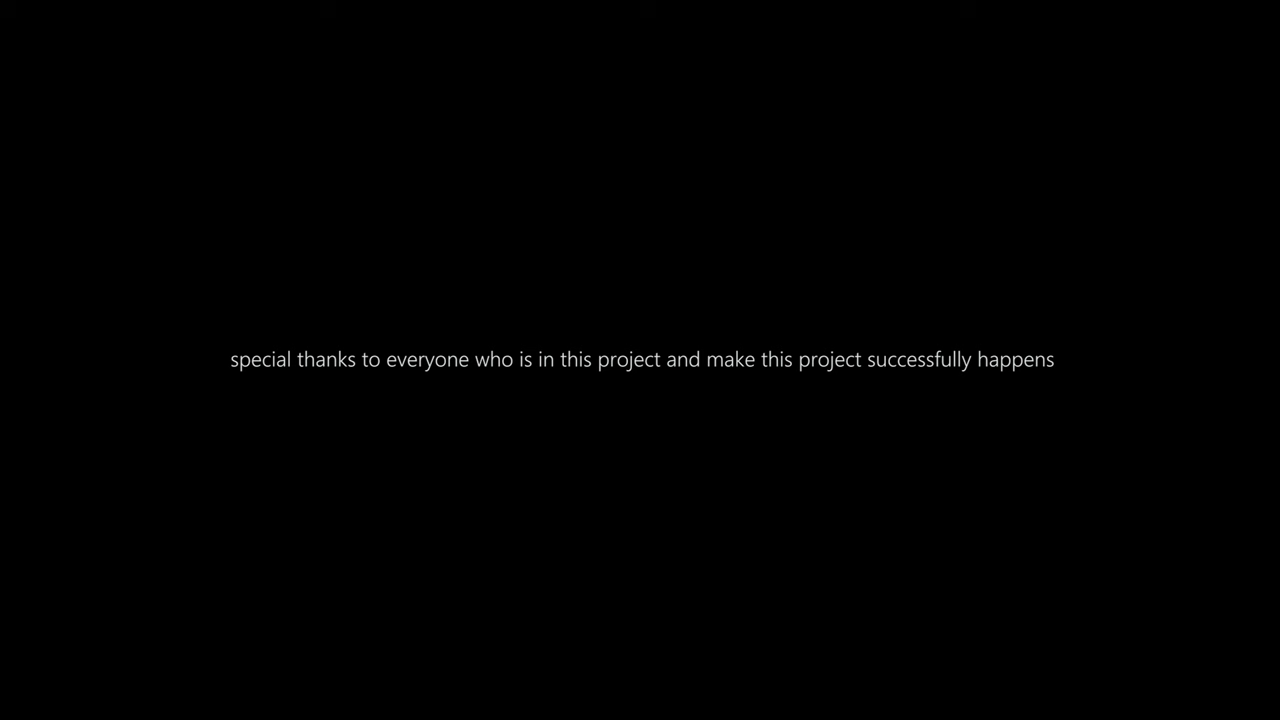 special thanks to everyone who is in this project and make this project successfully happens